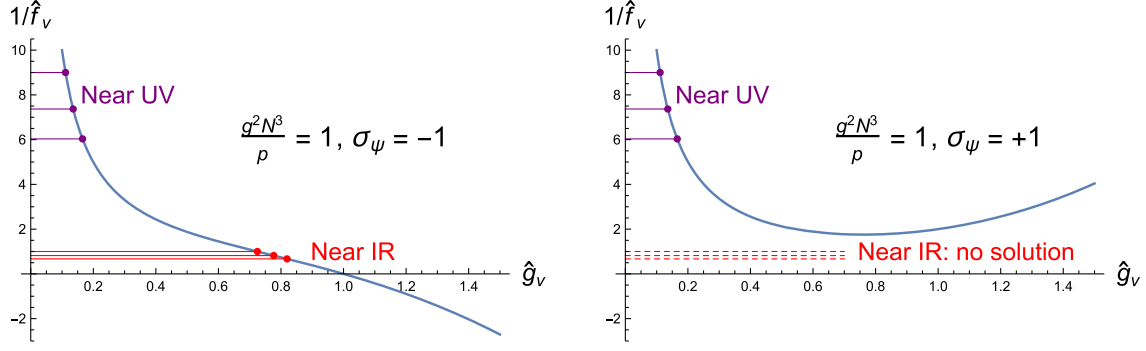 1/f̂_v
10
8
6
4
2
-2
0.2 0.4 0.6 0.8 1.0 1.2 1.4
ĝ_v
Near UV
g²N³/p = 1, σ_ψ = -1
Near IR
1/f̂_v
10
8
6
4
2
-2
0.2 0.4 0.6 0.8 1.0 1.2 1.4
ĝ_v
Near UV
g²N³/p = 1, σ_ψ = +1
Near IR: no solution